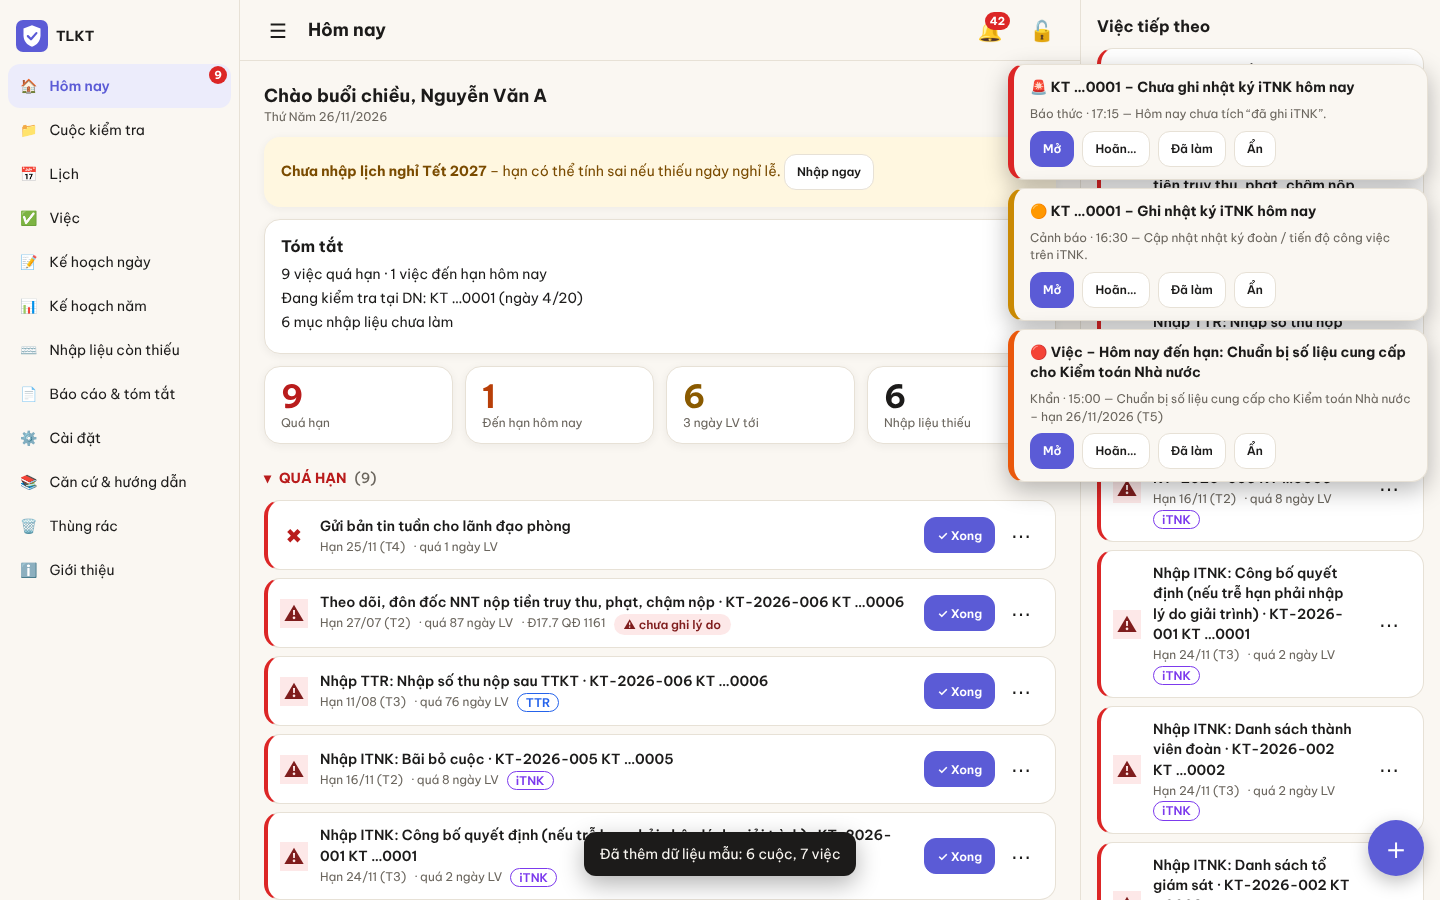 TLKT
Hôm nay
9
Cuộc kiểm tra
Lịch
Việc
Kế hoạch ngày
Kế hoạch năm
Nhập liệu còn thiếu
Báo cáo & tóm tắt
Cài đặt
Căn cứ & hướng dẫn
Thùng rác
Giới thiệu
☰ Hôm nay
42
Chào buổi chiều, Nguyễn Văn A
Thứ Năm 26/11/2026
Chưa nhập lịch nghỉ Tết 2027 – hạn có thể tính sai nếu thiếu ngày nghỉ lễ. Nhập ngay
Tóm tắt
9 việc quá hạn · 1 việc đến hạn hôm nay
Đang kiểm tra tại DN: KT …0001 (ngày 4/20)
6 mục nhập liệu chưa làm
9
Quá hạn
1
Đến hạn hôm nay
6
3 ngày LV tới
6
Nhập liệu thiếu
▾ QUÁ HẠN (9)
Gửi bản tin tuần cho lãnh đạo phòng
Hạn 25/11 (T4) · quá 1 ngày LV
✓ Xong ⋯
Theo dõi, đôn đốc NNT nộp tiền truy thu, phạt, chậm nộp · KT-2026-006 KT …0006
Hạn 27/07 (T2) · quá 87 ngày LV · Đ17.7 QĐ 1161 ⚠ chưa ghi lý do
✓ Xong ⋯
Nhập TTR: Nhập số thu nộp sau TTKT · KT-2026-006 KT …0006
Hạn 11/08 (T3) · quá 76 ngày LV TTR
✓ Xong ⋯
Nhập ITNK: Bãi bỏ cuộc · KT-2026-005 KT …0005
Hạn 16/11 (T2) · quá 8 ngày LV iTNK
✓ Xong ⋯
Nhập ITNK: Công bố quyết định (nếu
001 KT …0001
Hạn 24/11 (T3) · quá 2 ngày LV iTNK
✓ Xong ⋯
Đã thêm dữ liệu mẫu: 6 cuộc, 7 việc
Việc tiếp theo
KT …0001 – Chưa ghi nhật ký iTNK hôm nay
Báo thức · 17:15 — Hôm nay chưa tích “đã ghi iTNK”.
Mở Hoãn… Đã làm Ẩn
tiền truy thu, phạt, chậm nộp
KT …0001 – Ghi nhật ký iTNK hôm nay
Cảnh báo · 16:30 — Cập nhật nhật ký đoàn / tiến độ công việc
trên iTNK.
Mở Hoãn… Đã làm Ẩn
Nhập TTR: Nhập số thu nộp
Việc – Hôm nay đến hạn: Chuẩn bị số liệu cung cấp
cho Kiểm toán Nhà nước
Khẩn · 15:00 — Chuẩn bị số liệu cung cấp cho Kiểm toán Nhà nước
– hạn 26/11/2026 (T5)
Mở Hoãn… Đã làm Ẩn
Hạn 16/11 (T2) · quá 8 ngày LV
iTNK
Nhập ITNK: Công bố quyết
định (nếu trễ hạn phải nhập
lý do giải trình) · KT-2026-
001 KT …0001
Hạn 24/11 (T3) · quá 2 ngày LV
iTNK
Nhập ITNK: Danh sách thành
viên đoàn · KT-2026-002
KT …0002
Hạn 24/11 (T3) · quá 2 ngày LV
iTNK
Nhập ITNK: Danh sách tổ
giám sát · KT-2026-002 KT
+